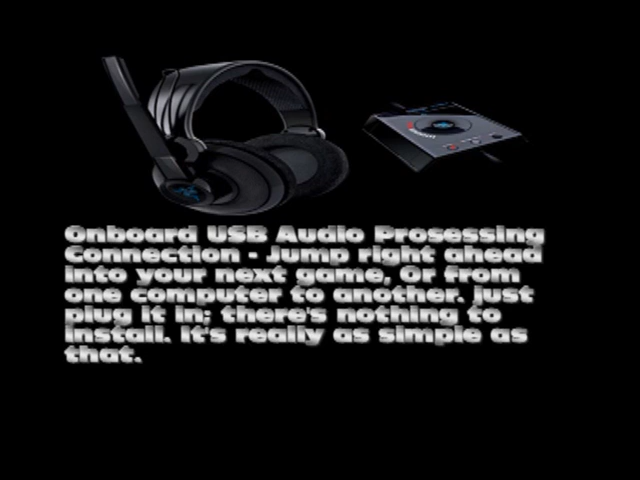 Onboard USB Audio Prosessing
Connection - Jump right ahead
into your next game, Or from
one computer to another. just
plug it in; there's nothing to
install. It's really as simple as
that.